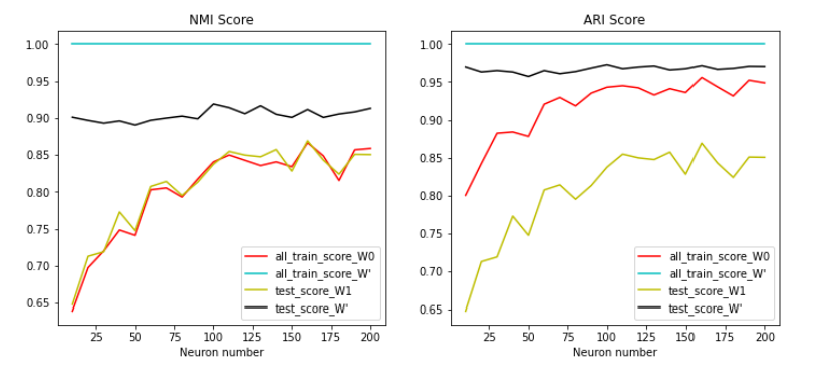 NMI Score
1.00
0.95
0.90
0.85
0.80
0.75
0.70
0.65
all_train_score_W0
all_train_score_W'
test_score_W1
test_score_W'
25 50 75 100 125 150 175 200
Neuron number
ARI Score
1.00
0.95
0.90
0.85
0.80
0.75
0.70
0.65
all_train_score_W0
all_train_score_W'
test_score_W1
test_score_W'
25 50 75 100 125 150 175 200
Neuron number